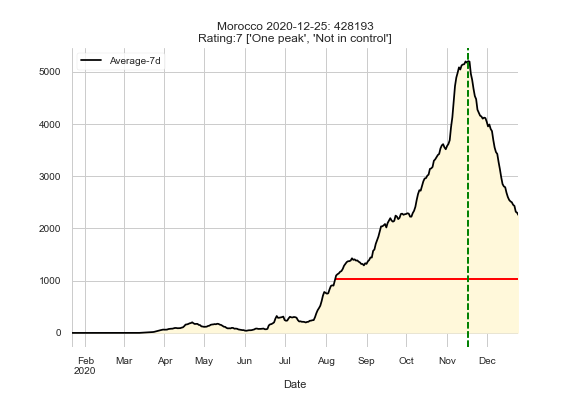 Morocco 2020-12-25: 428193
Rating:7 ['One peak', 'Not in control']
Average-7d
5000
4000
3000
2000
1000
0
Feb Mar Apr May Jun Jul Aug Sep Oct Nov Dec
2020
Date